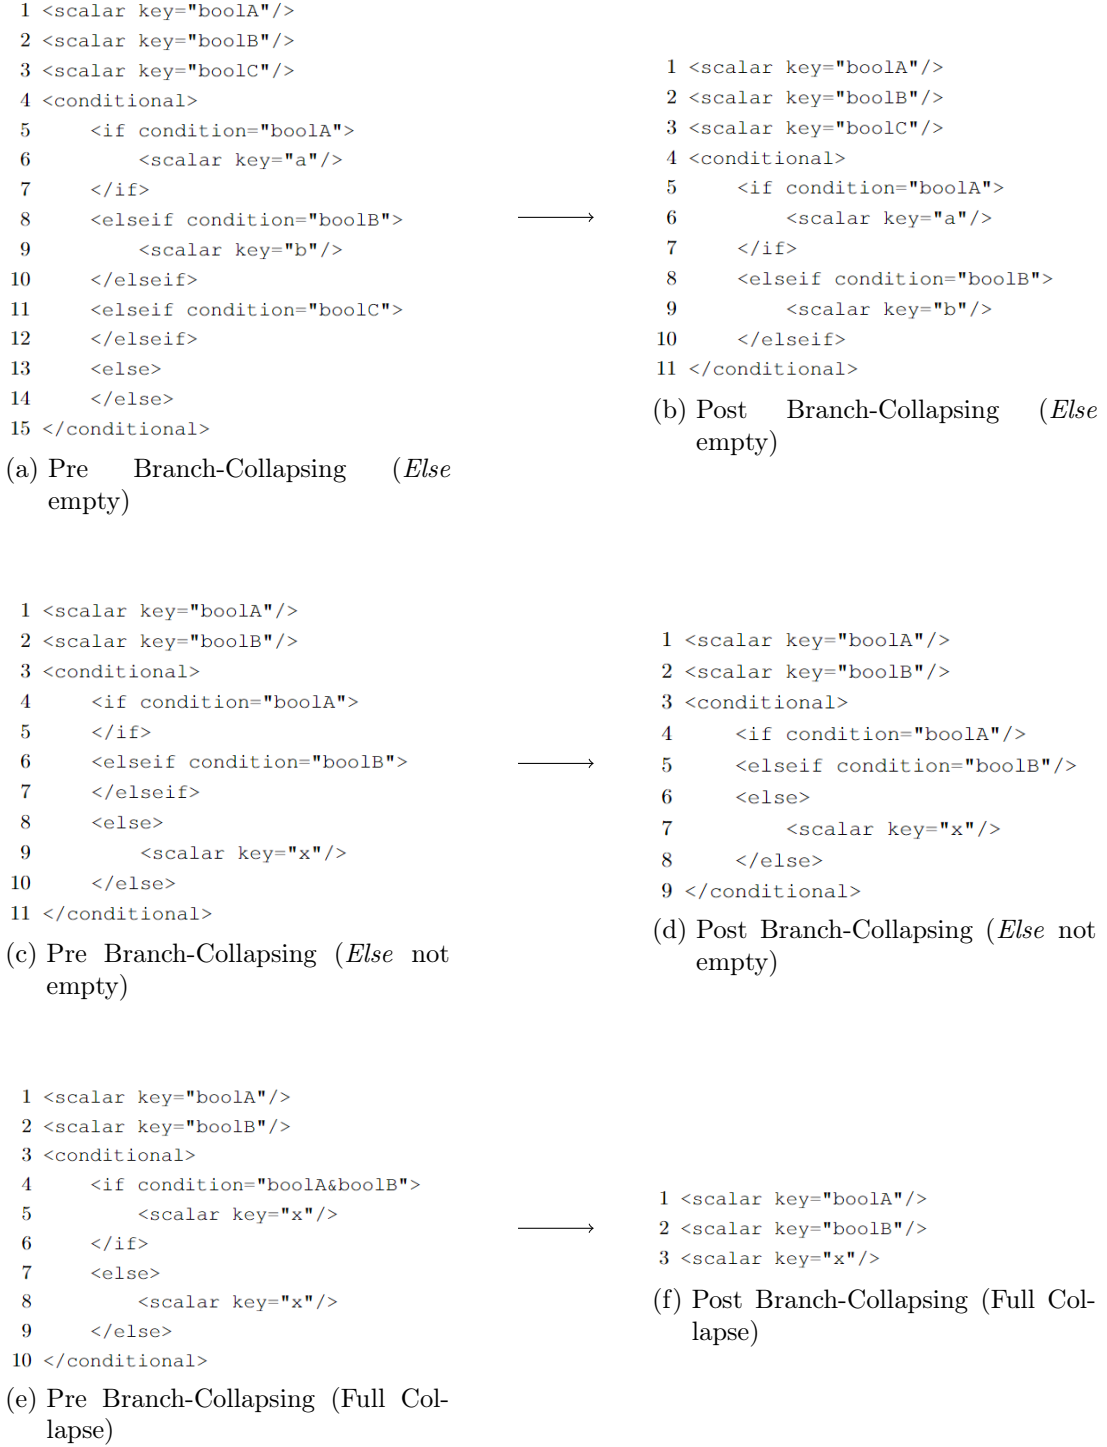 1 <scalar key="boolA"/>
2 <scalar key="boolB"/>
3 <scalar key="boolC"/>
4 <conditional>
5     <if condition="boolA">
6         <scalar key="a"/>
7     </if>
8     <elseif condition="boolB">
9         <scalar key="b"/>
10     </elseif>
11     <elseif condition="boolC">
12     </elseif>
13     <else>
14     </else>
15 </conditional>
(a) Pre Branch-Collapsing (Else
empty)
1 <scalar key="boolA"/>
2 <scalar key="boolB"/>
3 <scalar key="boolC"/>
4 <conditional>
5     <if condition="boolA">
6         <scalar key="a"/>
7     </if>
8     <elseif condition="boolB">
9         <scalar key="b"/>
10     </elseif>
11 </conditional>
(b) Post Branch-Collapsing (Else
empty)
1 <scalar key="boolA"/>
2 <scalar key="boolB"/>
3 <conditional>
4     <if condition="boolA">
5     </if>
6     <elseif condition="boolB">
7     </elseif>
8     <else>
9         <scalar key="x"/>
10     </else>
11 </conditional>
(c) Pre Branch-Collapsing (Else not
empty)
1 <scalar key="boolA"/>
2 <scalar key="boolB"/>
3 <conditional>
4     <if condition="boolA"/>
5     <elseif condition="boolB"/>
6     <else>
7         <scalar key="x"/>
8     </else>
9 </conditional>
(d) Post Branch-Collapsing (Else not
empty)
1 <scalar key="boolA"/>
2 <scalar key="boolB"/>
3 <conditional>
4     <if condition="boolA&boolB">
5         <scalar key="x"/>
6     </if>
7     <else>
8         <scalar key="x"/>
9     </else>
10 </conditional>
(e) Pre Branch-Collapsing (Full Col-
lapse)
1 <scalar key="boolA"/>
2 <scalar key="boolB"/>
3 <scalar key="x"/>
(f) Post Branch-Collapsing (Full Col-
lapse)